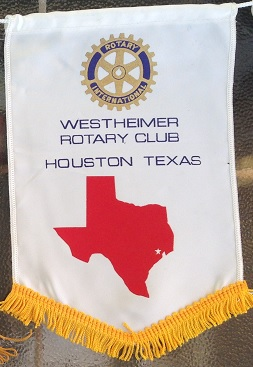 ROTARY
INTERNATIONAL
WESTHEIMER
ROTARY CLUB
HOUSTON TEXAS